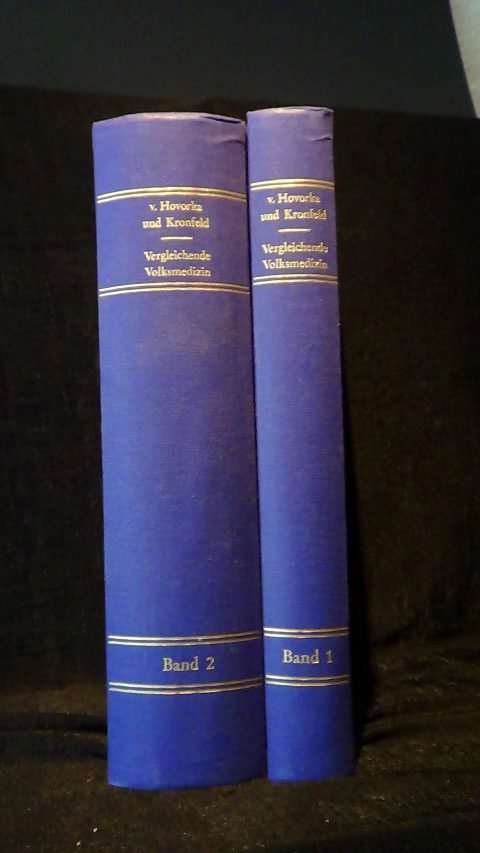 v. Hovorka
und Kronfeld
Vergleichende
Volksmedizin
Band 2
v. Hovorka
und Kronfeld
Vergleichende
Volksmedizin
Band 1